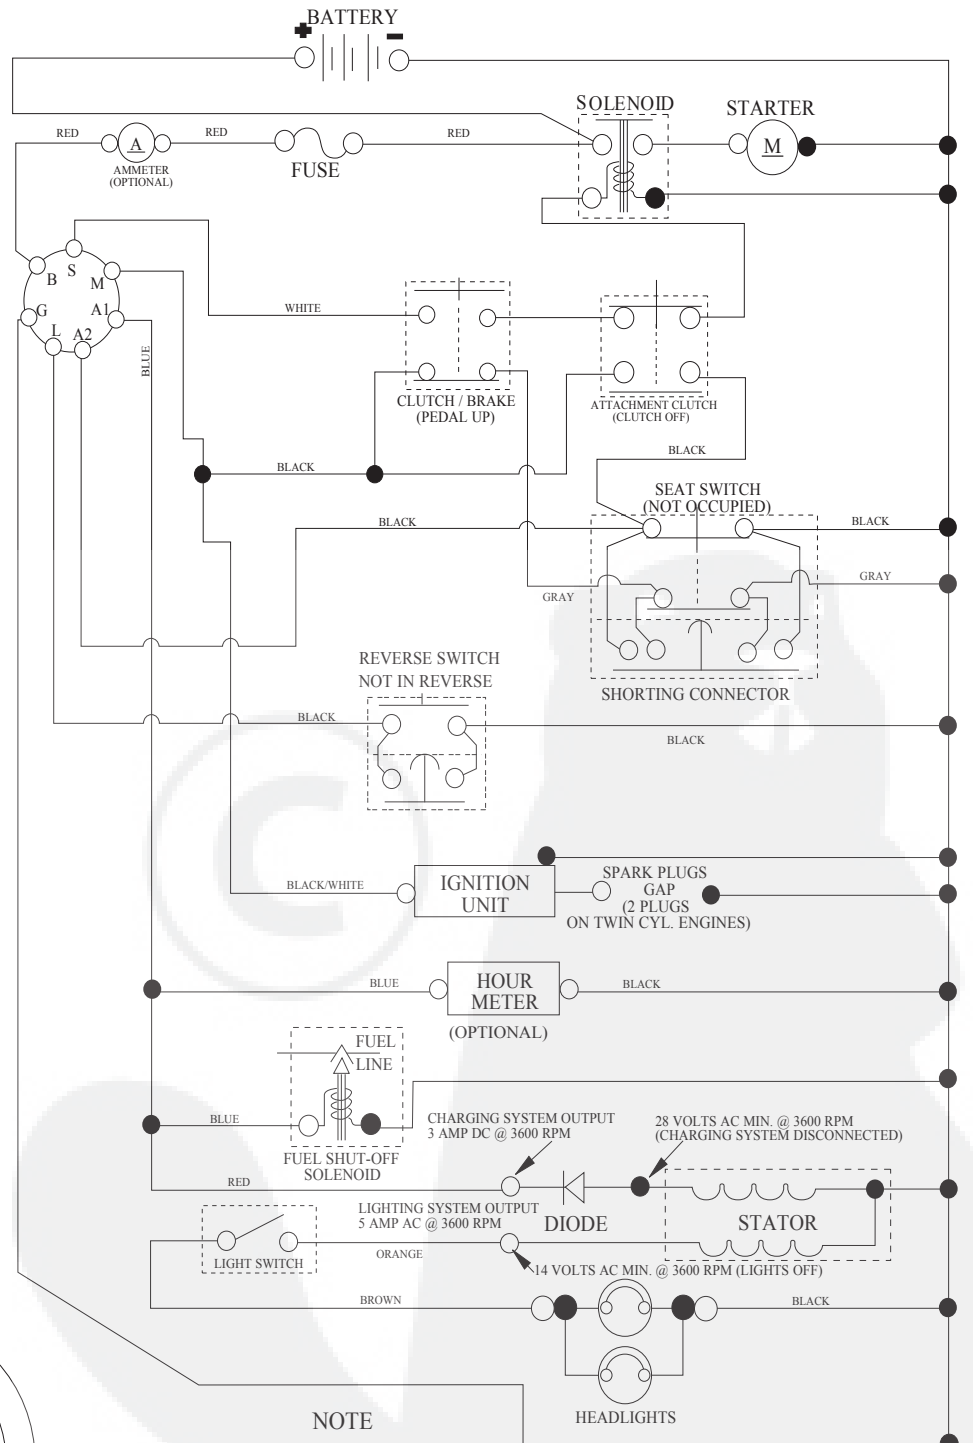 BATTERY
SOLENOID
STARTER
RED
A
RED
RED
M
AMMETER
(OPTIONAL)
FUSE
B
S
M
G
A1
L
A2
BLUE
WHITE
CLUTCH / BRAKE
(PEDAL UP)
ATTACHMENT CLUTCH
(CLUTCH OFF)
BLACK
BLACK
SEAT SWITCH
(NOT OCCUPIED)
BLACK
BLACK
GRAY
GRAY
REVERSE SWITCH
NOT IN REVERSE
SHORTING CONNECTOR
BLACK
BLACK
BLACK/WHITE
IGNITION
UNIT
SPARK PLUGS
GAP
(2 PLUGS
ON TWIN CYL. ENGINES)
BLUE
HOUR
METER
BLACK
(OPTIONAL)
FUEL
LINE
BLUE
FUEL SHUT-OFF
SOLENOID
CHARGING SYSTEM OUTPUT
3 AMP DC @ 3600 RPM
28 VOLTS AC MIN. @ 3600 RPM
(CHARGING SYSTEM DISCONNECTED)
RED
LIGHTING SYSTEM OUTPUT
5 AMP AC @ 3600 RPM
DIODE
STATOR
LIGHT SWITCH
ORANGE
14 VOLTS AC MIN. @ 3600 RPM (LIGHTS OFF)
BROWN
BLACK
HEADLIGHTS
NOTE